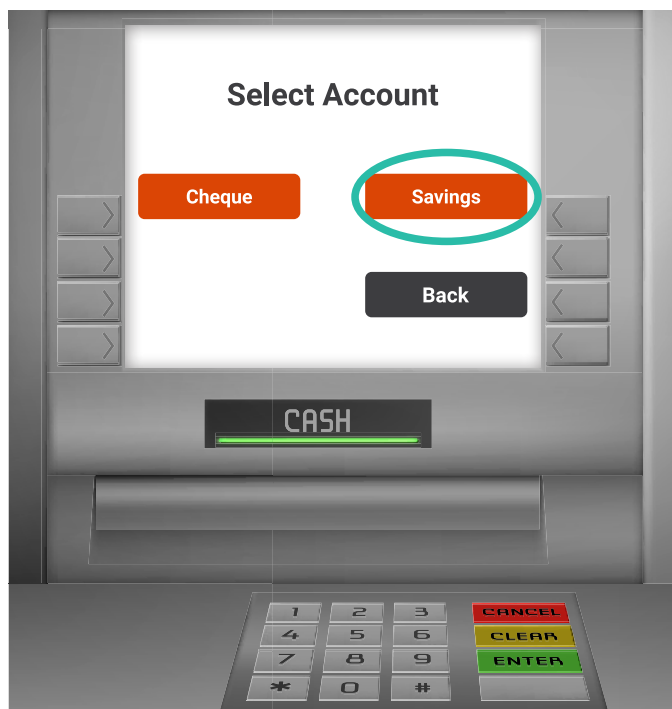 Select Account
Cheque Savings
Back
CASH
1 2 3 CANCEL
4 5 6 CLEAR
7 8 9 ENTER
* 0 #